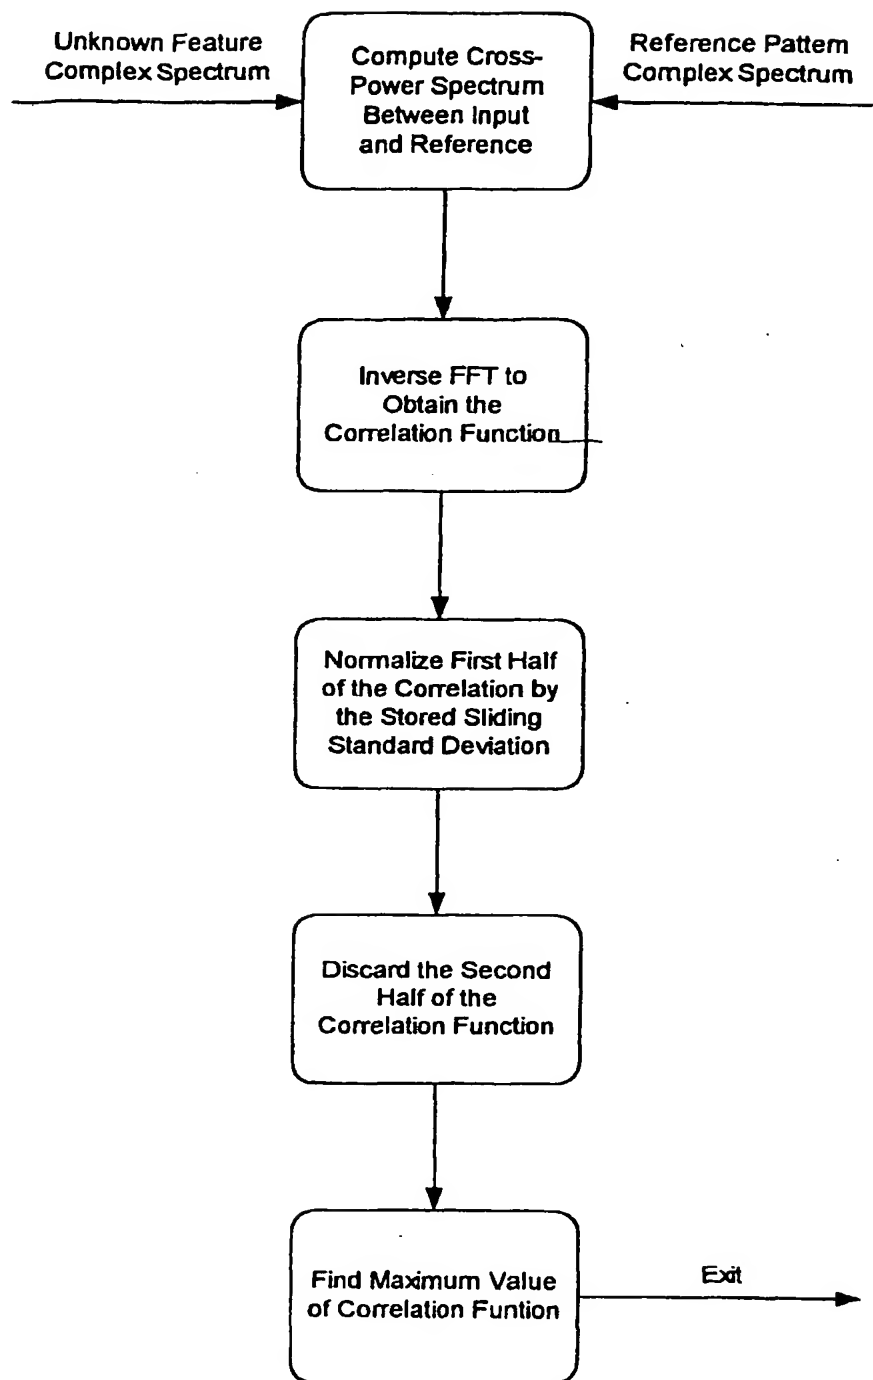 Unknown Feature
Complex Spectrum
Compute Cross-
Power Spectrum
Between Input
and Reference
Reference Pattern
Complex Spectrum
Inverse FFT to
Obtain the
Correlation Function
Normalize First Half
of the Correlation by
the Stored Sliding
Standard Deviation
Discard the Second
Half of the
Correlation Function
Find Maximum Value
of Correlation Funtion
Exit